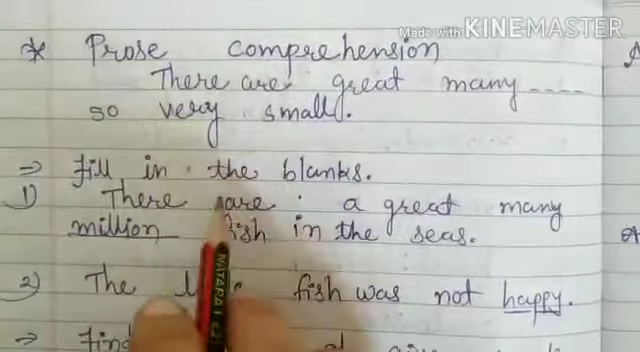 Made with KINEMASTER
* Prose comprehension
There are great many ----
so very small.
⇒ Fill in the blanks.
1) There are a great many
million fish in the seas.
2) The fish was not happy.
⇒ Find